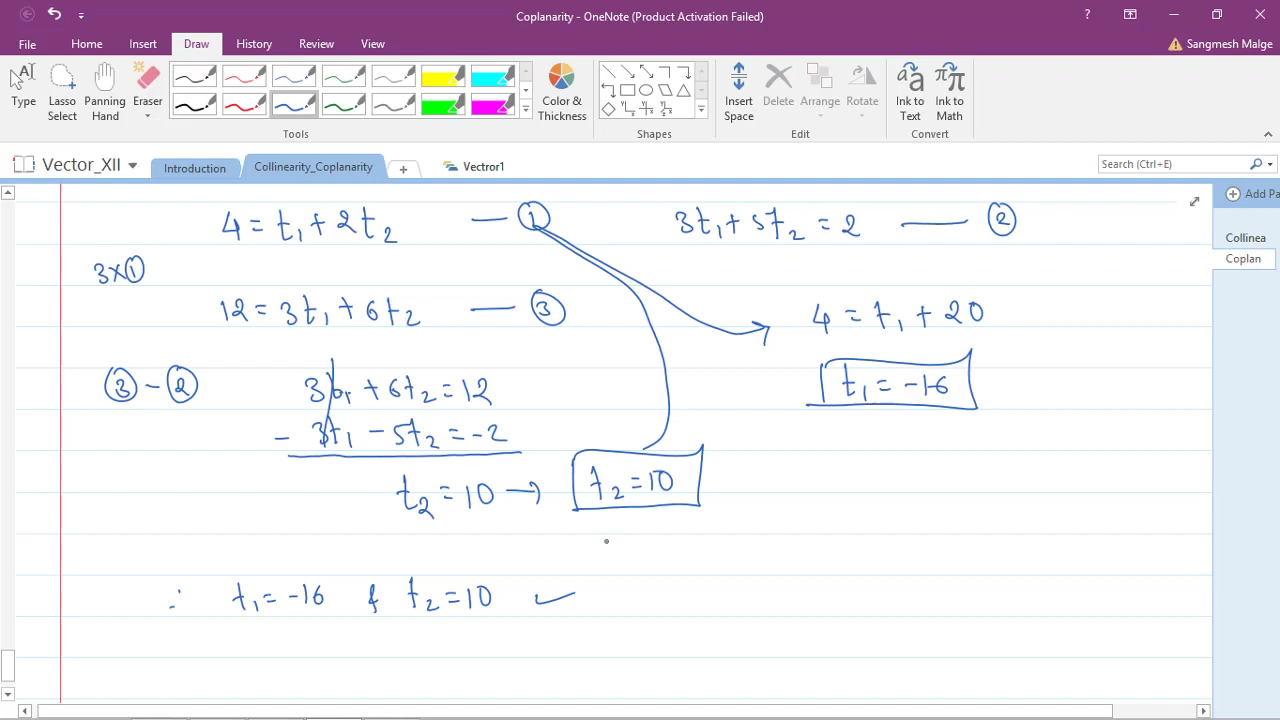 Coplanarity - OneNote (Product Activation Failed)
File Home Insert Draw History Review View Sangmesh Malge
Type
Lasso Select
Panning Hand
Eraser
Color & Thickness
Insert Space
Delete
Arrange
Rotate
Ink to Text
Ink to Math
Tools Shapes Edit Convert
Vector_XII Introduction Collinearity_Coplanarity Vectror1 Search (Ctrl+E)
Add Pa
Collinea
Coplan
4 = t₁ + 2t₂ — ① 3t₁ + 5t₂ = 2 — ②
3×①
12 = 3t₁ + 6t₂ — ③ 4 = t₁ + 20
③ - ② 3t₁ + 6t₂ = 12 t₁ = -16
- 3t₁ - 5t₂ = -2
t₂ = 10 → t₂ = 10
∴ t₁ = -16 & t₂ = 10 ✓